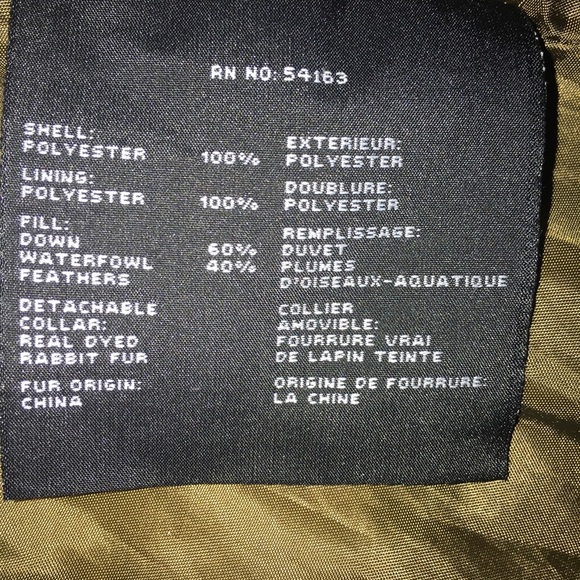 RN NO: 54163
SHELL:
POLYESTER 100%
LINING:
POLYESTER 100%
FILL:
DOWN 60%
WATERFOWL 40%
FEATHERS
DETACHABLE
COLLAR:
REAL DYED
RABBIT FUR
FUR ORIGIN:
CHINA
EXTERIEUR:
POLYESTER
DOUBLURE:
POLYESTER
REMPLISSAGE:
DUVET
PLUMES
D'OISEAUX-AQUATIQUE
COLLIER
AMOVIBLE:
FOURRURE VRAI
DE LAPIN TEINTE
ORIGINE DE FOURRURE:
LA CHINE